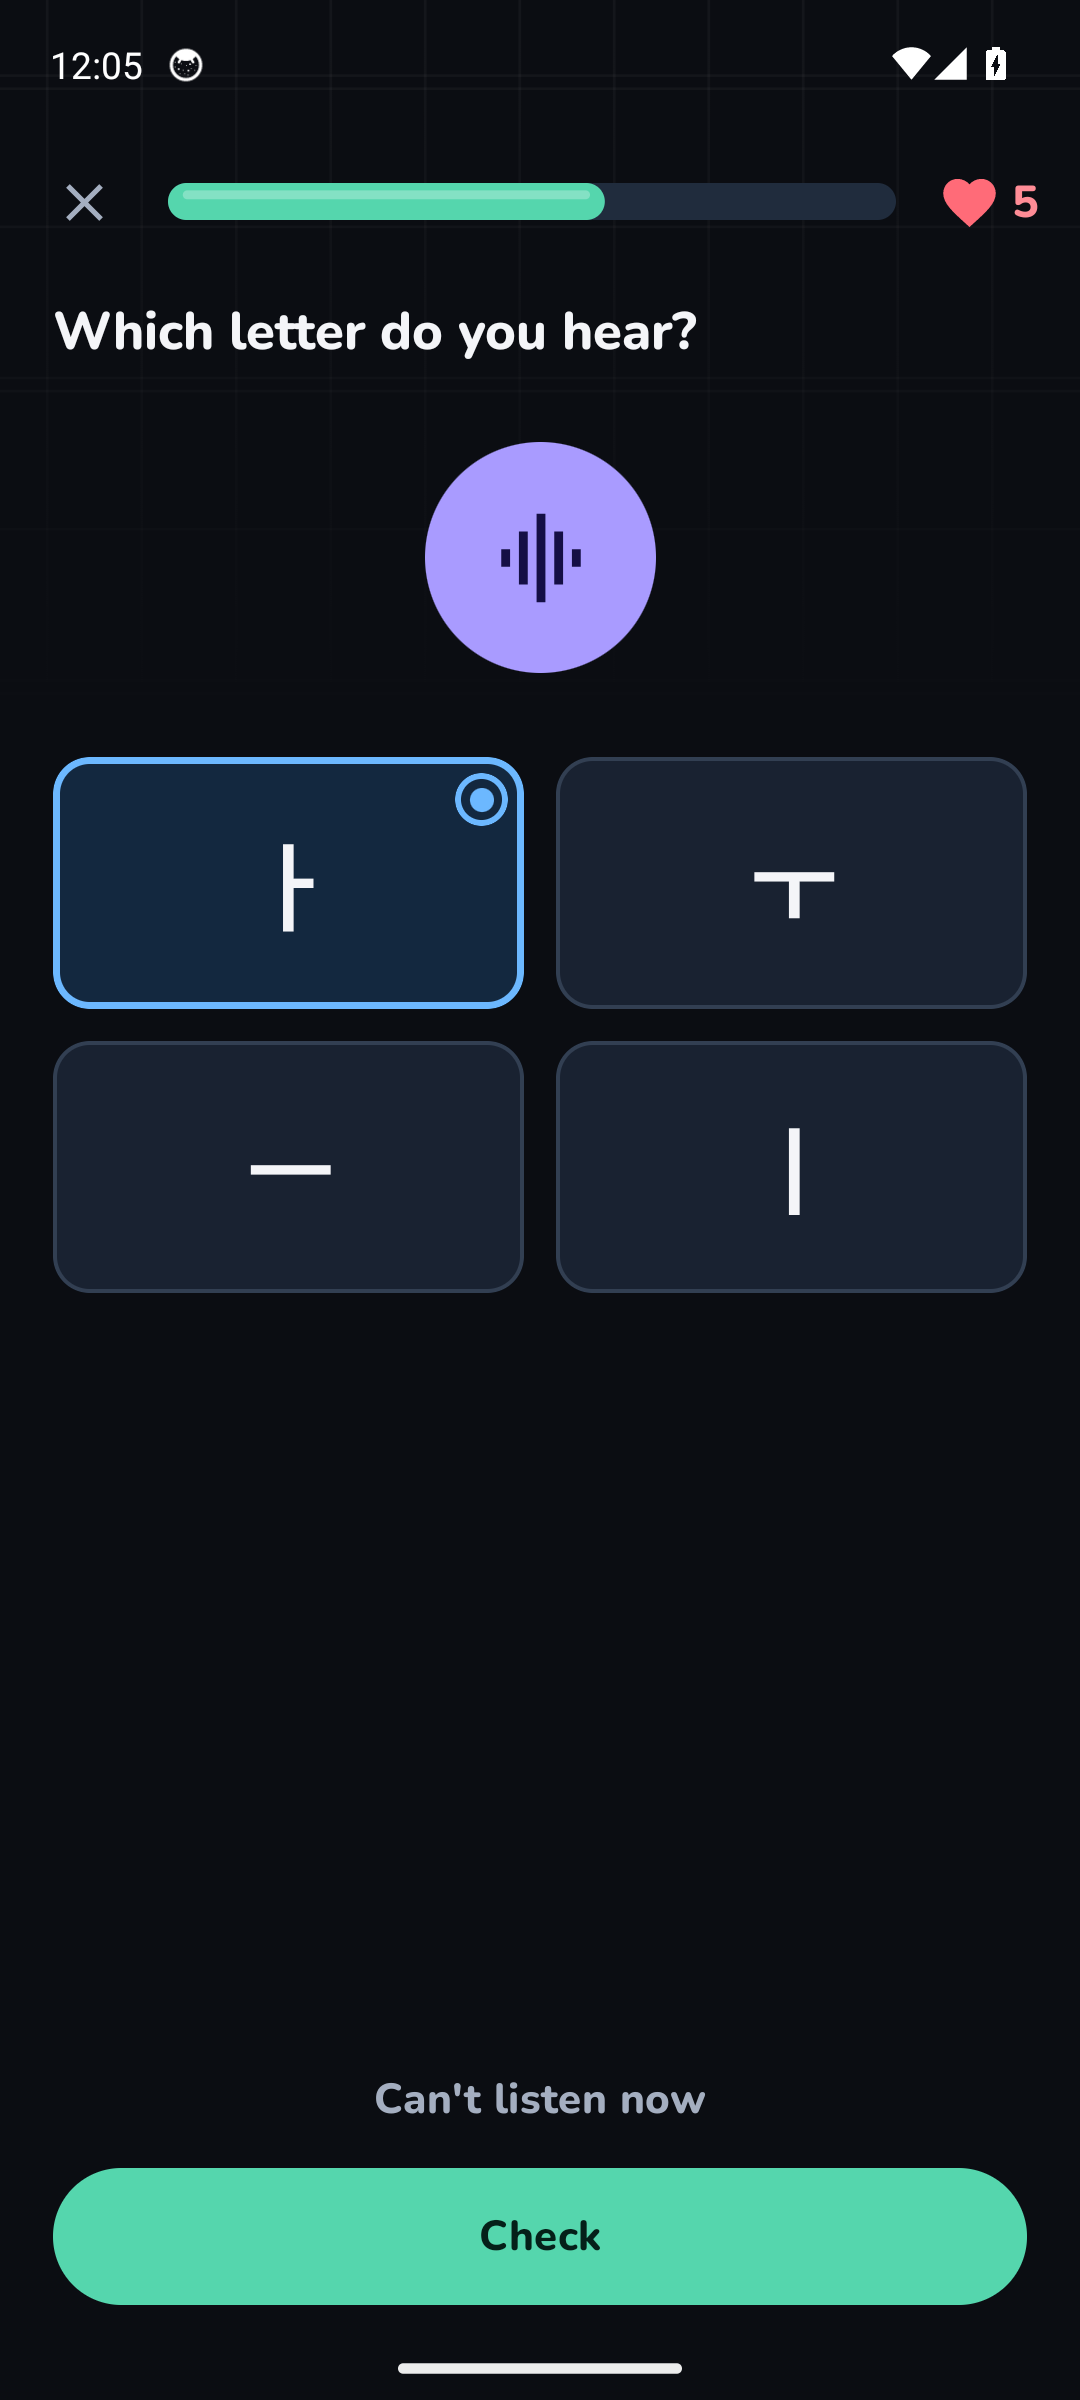 12:05
5
Which letter do you hear?
ㅏ
ㅜ
ㅡ
ㅣ
Can't listen now
Check